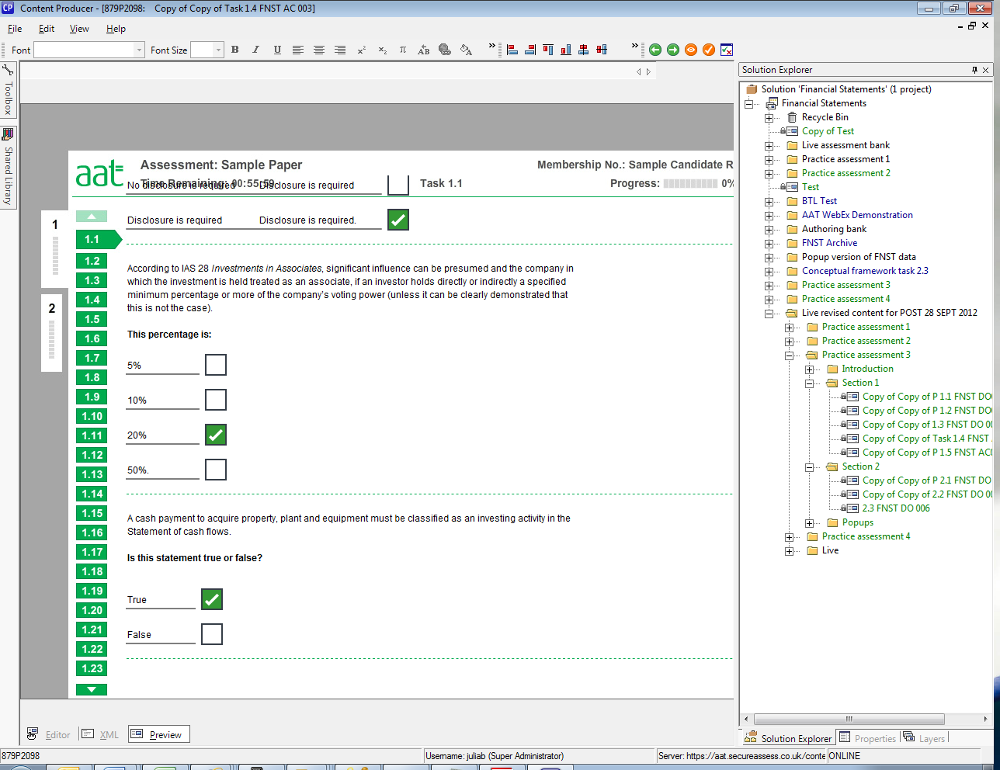 Content Producer - [879P2098:    Copy of Copy of Task 1.4 FNST AC 003]
File Edit View Help
Font Font Size B I U
Toolbox
Shared Library
aat
Assessment: Sample Paper
Membership No.: Sample Candidate R
Time Remaining: 00:55:59
Task 1.1
Progress: 0%
No disclosure is required Disclosure is required
Disclosure is required Disclosure is required.
1
2
1.1
1.2
1.3
1.4
1.5
1.6
1.7
1.8
1.9
1.10
1.11
1.12
1.13
1.14
1.15
1.16
1.17
1.18
1.19
1.20
1.21
1.22
1.23
According to IAS 28 Investments in Associates, significant influence can be presumed and the company in
which the investment is held treated as an associate, if an investor holds directly or indirectly a specified
minimum percentage or more of the company's voting power (unless it can be clearly demonstrated that
this is not the case).
This percentage is:
5%
10%
20%
50%.
A cash payment to acquire property, plant and equipment must be classified as an investing activity in the
Statement of cash flows.
Is this statement true or false?
True
False
Editor XML Preview
Solution Explorer
Solution 'Financial Statements' (1 project)
Financial Statements
Recycle Bin
Copy of Test
Live assessment bank
Practice assessment 1
Practice assessment 2
Test
BTL Test
AAT WebEx Demonstration
Authoring bank
FNST Archive
Popup version of FNST data
Conceptual framework task 2.3
Practice assessment 3
Practice assessment 4
Live revised content for POST 28 SEPT 2012
Practice assessment 1
Practice assessment 2
Practice assessment 3
Introduction
Section 1
Copy of Copy of P 1.1 FNST DO
Copy of Copy of P 1.2 FNST DO
Copy of Copy of 1.3 FNST DO 0
Copy of Copy of Task 1.4 FNST
Copy of Copy of P 1.5 FNST AC
Section 2
Copy of Copy of P 2.1 FNST DO
Copy of Copy of 2.2 FNST DO 0
2.3 FNST DO 006
Popups
Practice assessment 4
Live
Solution Explorer Properties Layers
879P2098
Username: juliab (Super Administrator)
Server: https://aat.secureassess.co.uk/conte
ONLINE